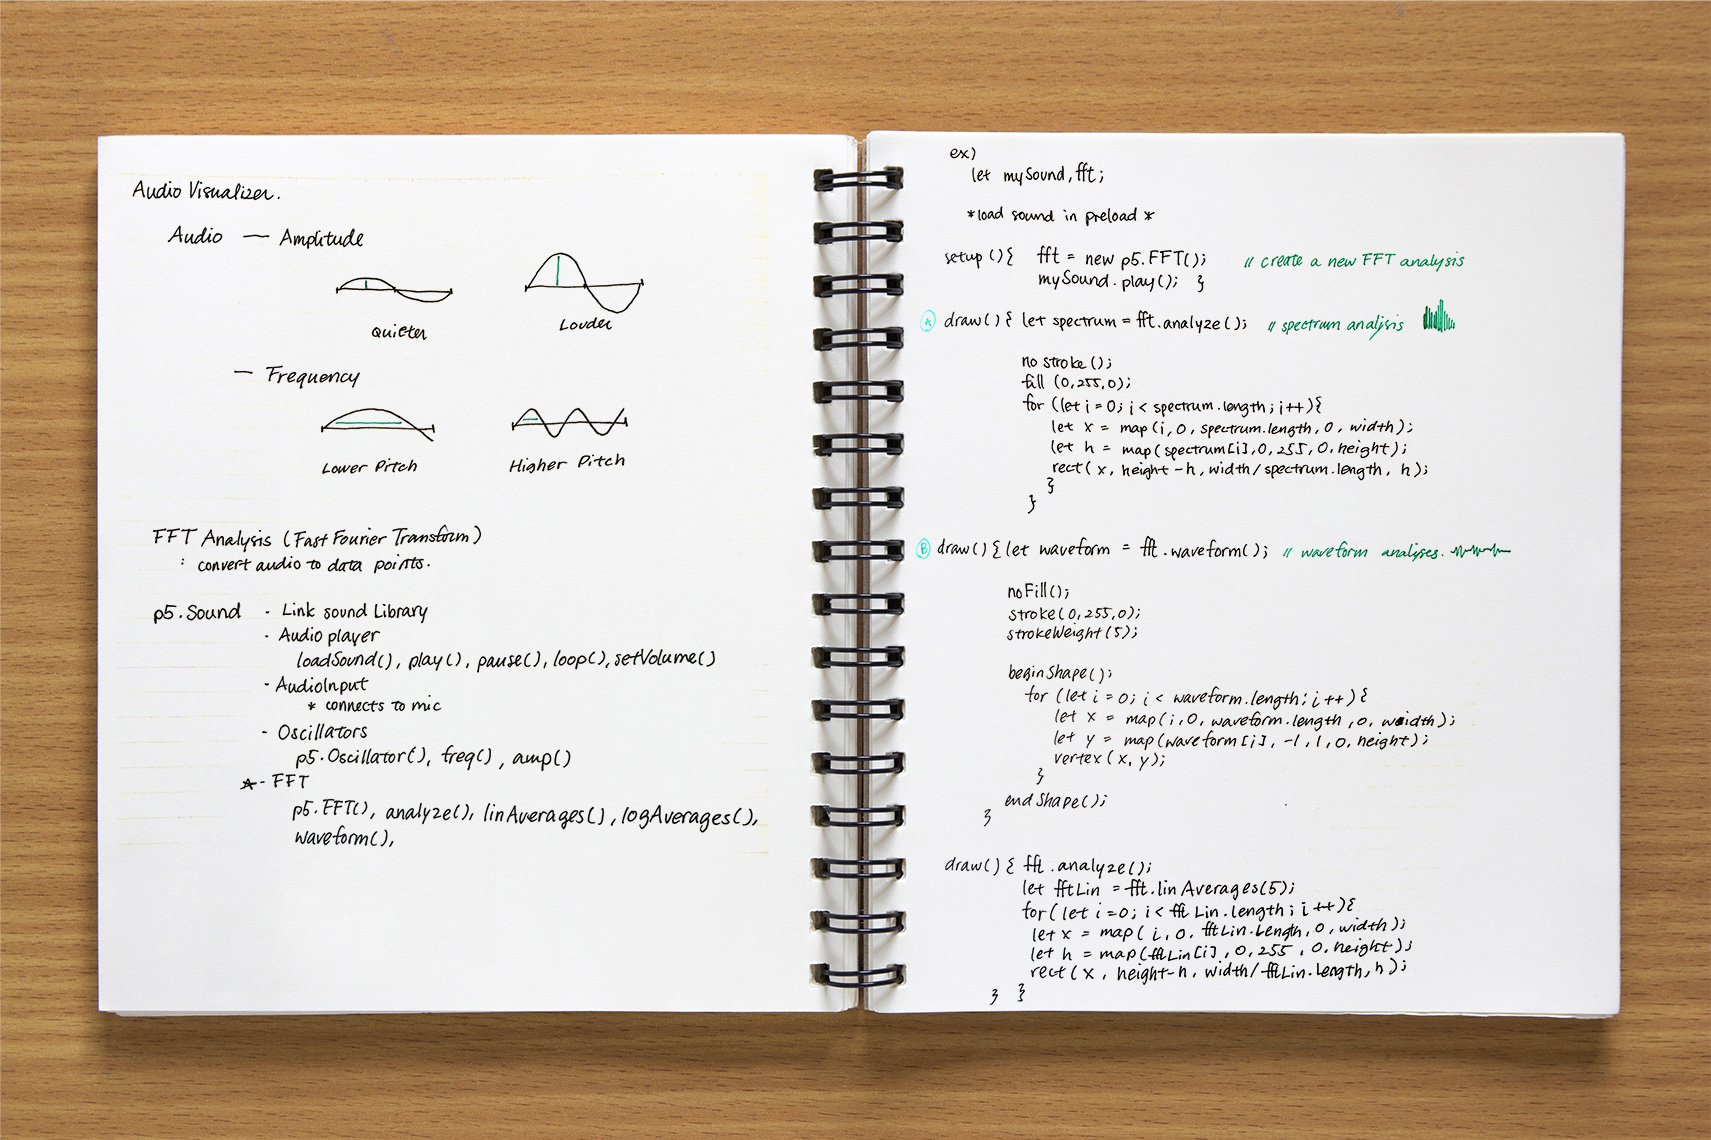 Audio Visualizer.
Audio — Amplitude
Quieter
Louder
— Frequency
Lower Pitch
Higher Pitch
FFT Analysis (Fast Fourier Transform)
: convert audio to data points.
p5.Sound - Link sound Library
- Audio player
loadSound(), play(), pause(), loop(), setVolume()
- AudioInput
* connects to mic
- Oscillators
p5.Oscillator(), freq(), amp()
* - FFT
p5.FFT(), analyze(), linAverages(), logAverages(),
waveform(),
ex)
let mySound, fft;
*load sound in preload *
setup(){ fft = new p5.FFT(); // create a new FFT analysis
mySound.play(); }
A draw(){ let spectrum = fft.analyze(); // spectrum analysis
no stroke();
fill (0,255,0);
for (let i=0; i < spectrum.length; i++){
let x = map(i, 0, spectrum.length, 0, width);
let h = map(spectrum[i],0,255,0,height);
rect(x, height-h, width/spectrum.length, h);
}
}
B draw(){ let waveform = fft.waveform(); // waveform analyses.
noFill();
stroke(0,255,0);
strokeWeight(5);
beginShape();
for (let i=0; i < waveform.length; i++){
let x = map(i,0,waveform.length,0, width);
let y = map(waveform[i], -1,1,0,height);
vertex(x,y);
}
endShape();
}
draw(){ fft.analyze();
let fftLin = fft.linAverages(5);
for(let i=0; i<fftLin.length; i++){
let x = map(i,0,fftLin.length,0,width);
let h = map(fftLin[i],0,255,0,height);
rect(x, height-h, width/fftLin.length,h);
} }